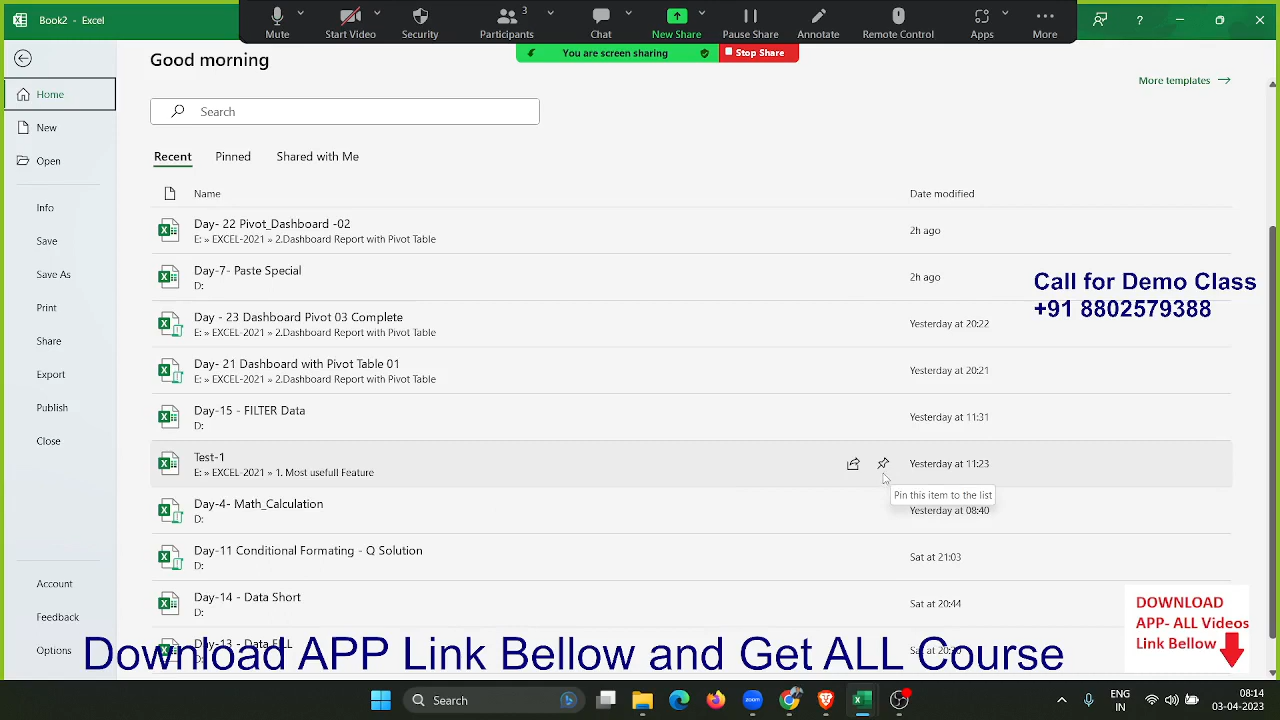 Book2 - Excel
Mute
Start Video
Security
3
Participants
Chat
New Share
Pause Share
Annotate
Remote Control
Apps
More
You are screen sharing
Stop Share
Good morning
More templates
Search
Home
New
Open
Info
Save
Save As
Print
Share
Export
Publish
Close
Account
Feedback
Options
Recent
Pinned
Shared with Me
Name
Date modified
Day- 22 Pivot_Dashboard -02
E: » EXCEL-2021 » 2.Dashboard Report with Pivot Table
2h ago
Day-7- Paste Special
D:
2h ago
Call for Demo Class
+91 8802579388
Day - 23 Dashboard Pivot 03 Complete
E: » EXCEL-2021 » 2.Dashboard Report with Pivot Table
Yesterday at 20:22
Day- 21 Dashboard with Pivot Table 01
E: » EXCEL-2021 » 2.Dashboard Report with Pivot Table
Yesterday at 20:21
Day-15 - FILTER Data
D:
Yesterday at 11:31
Test-1
E: » EXCEL-2021 » 1. Most usefull Feature
Yesterday at 11:23
Pin this item to the list
Day-4- Math_Calculation
D:
Yesterday at 08:40
Day-11 Conditional Formating - Q Solution
D:
Sat at 21:03
Day-14 - Data Short
D:
Sat at 20:44
DOWNLOAD
APP- ALL Videos
Link Bellow
Download APP Link Bellow and Get ALL Course
Search
ENG
IN
08:14
03-04-2023